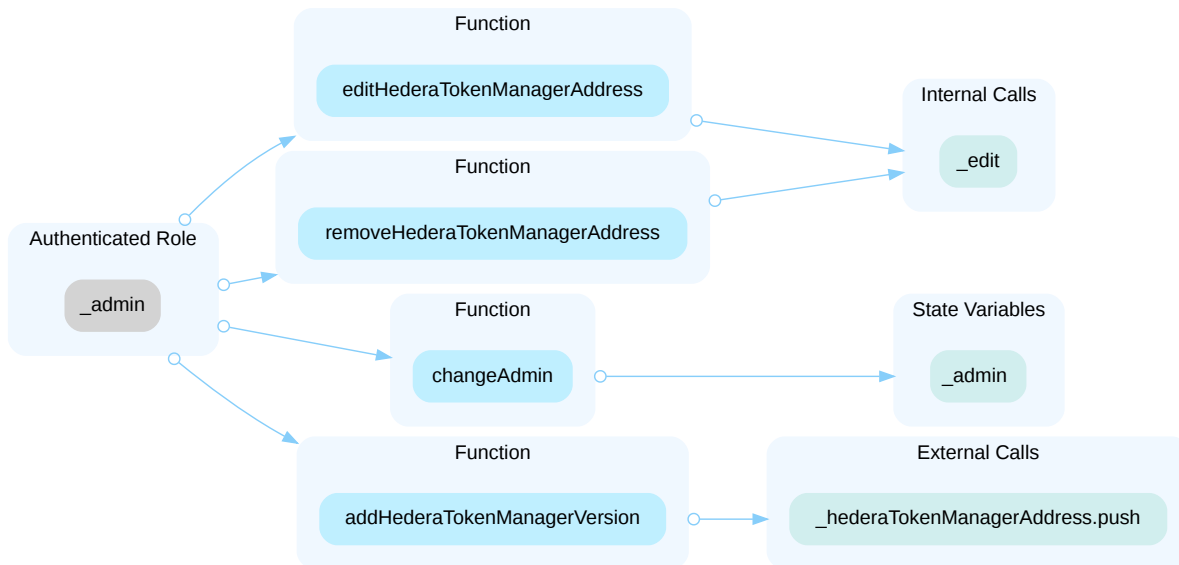 Function
editHederaTokenManagerAddress
Internal Calls
_edit
Function
removeHederaTokenManagerAddress
Authenticated Role
_admin
Function
changeAdmin
State Variables
_admin
Function
addHederaTokenManagerVersion
External Calls
_hederaTokenManagerAddress.push